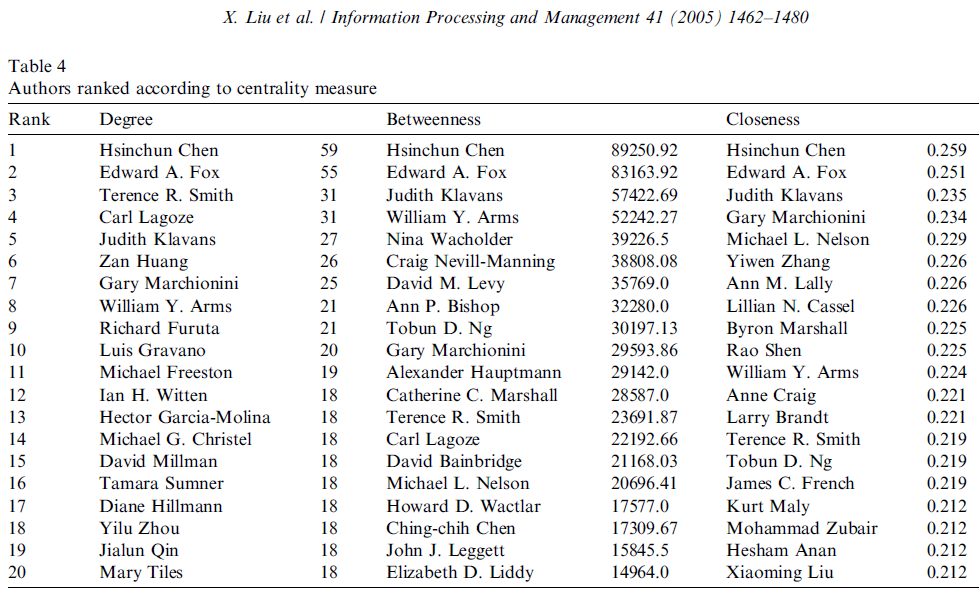 X. Liu et al. / Information Processing and Management 41 (2005) 1462–1480
Table 4
Authors ranked according to centrality measure
Rank Degree Betweenness Closeness
1 Hsinchun Chen 59 Hsinchun Chen 89250.92 Hsinchun Chen 0.259
2 Edward A. Fox 55 Edward A. Fox 83163.92 Edward A. Fox 0.251
3 Terence R. Smith 31 Judith Klavans 57422.69 Judith Klavans 0.235
4 Carl Lagoze 31 William Y. Arms 52242.27 Gary Marchionini 0.234
5 Judith Klavans 27 Nina Wacholder 39226.5 Michael L. Nelson 0.229
6 Zan Huang 26 Craig Nevill-Manning 38808.08 Yiwen Zhang 0.226
7 Gary Marchionini 25 David M. Levy 35769.0 Ann M. Lally 0.226
8 William Y. Arms 21 Ann P. Bishop 32280.0 Lillian N. Cassel 0.226
9 Richard Furuta 21 Tobun D. Ng 30197.13 Byron Marshall 0.225
10 Luis Gravano 20 Gary Marchionini 29593.86 Rao Shen 0.225
11 Michael Freeston 19 Alexander Hauptmann 29142.0 William Y. Arms 0.224
12 Ian H. Witten 18 Catherine C. Marshall 28587.0 Anne Craig 0.221
13 Hector Garcia-Molina 18 Terence R. Smith 23691.87 Larry Brandt 0.221
14 Michael G. Christel 18 Carl Lagoze 22192.66 Terence R. Smith 0.219
15 David Millman 18 David Bainbridge 21168.03 Tobun D. Ng 0.219
16 Tamara Sumner 18 Michael L. Nelson 20696.41 James C. French 0.219
17 Diane Hillmann 18 Howard D. Wactlar 17577.0 Kurt Maly 0.212
18 Yilu Zhou 18 Ching-chih Chen 17309.67 Mohammad Zubair 0.212
19 Jialun Qin 18 John J. Leggett 15845.5 Hesham Anan 0.212
20 Mary Tiles 18 Elizabeth D. Liddy 14964.0 Xiaoming Liu 0.212